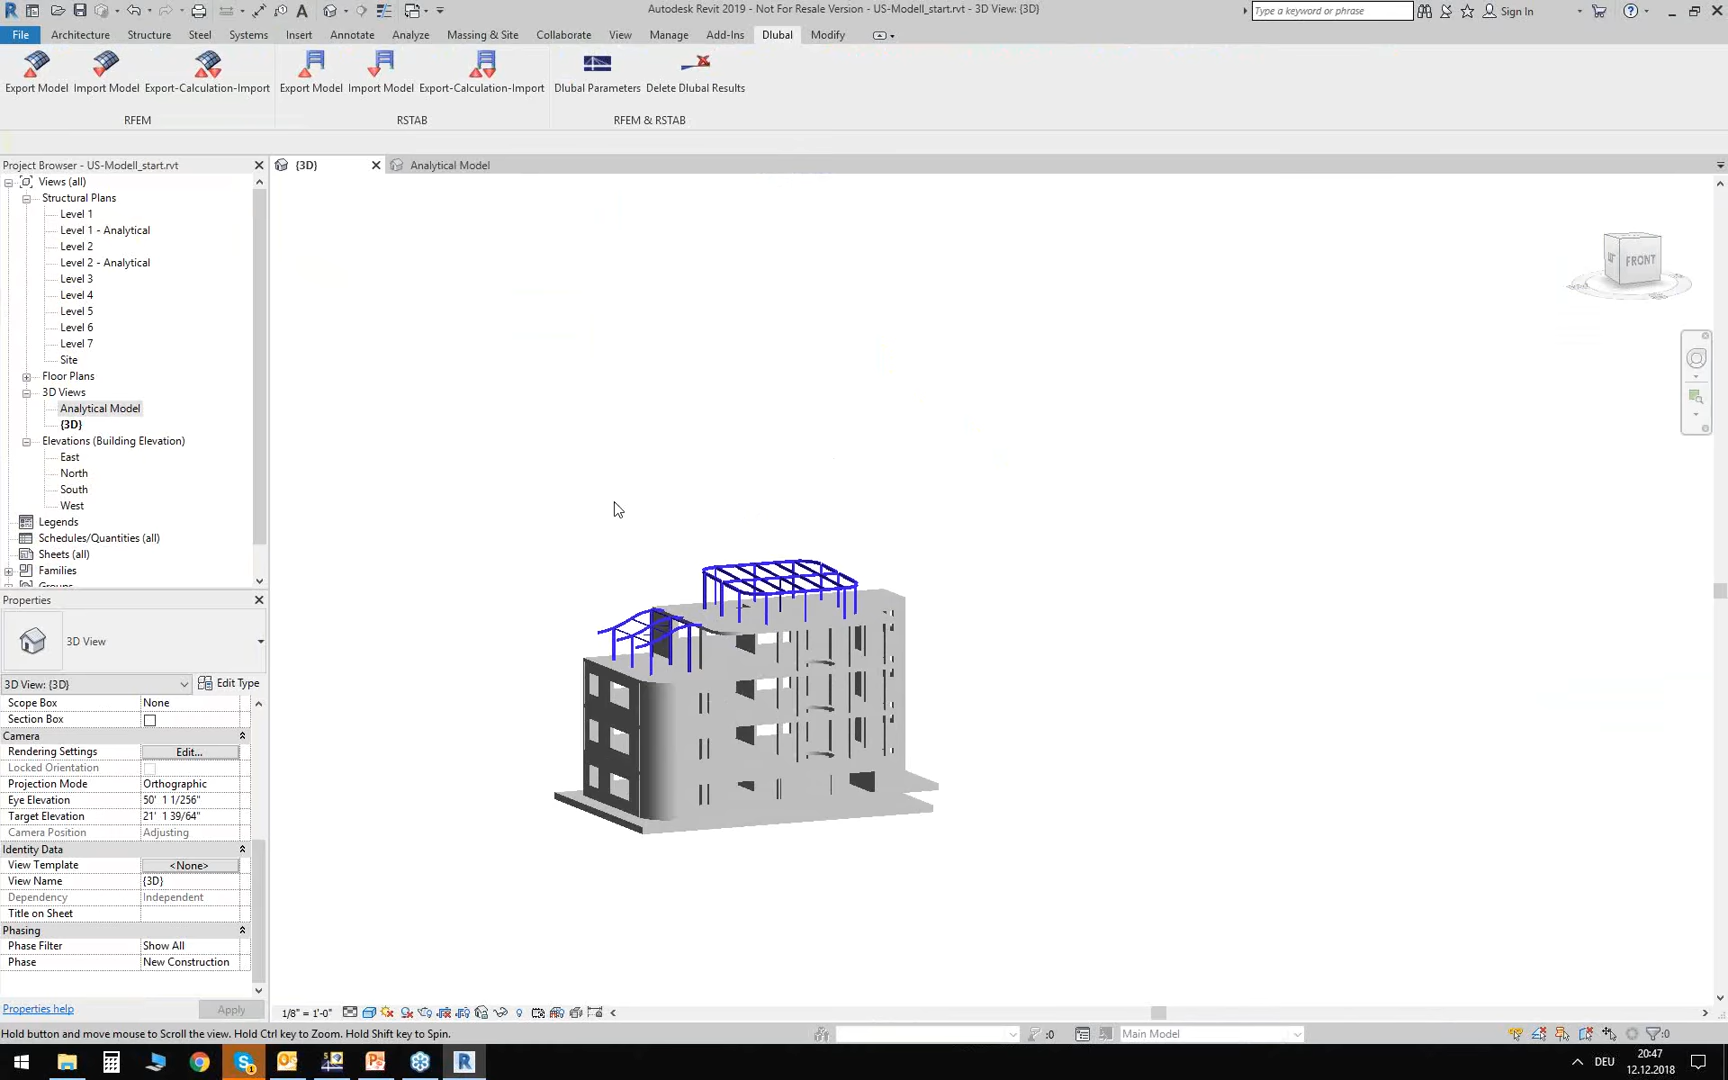 Autodesk Revit 2019 - Not For Resale Version - US-Modell_start.rvt - 3D View: {3D}
Type a keyword or phrase
Sign In
File Architecture Structure Steel Systems Insert Annotate Analyze Massing & Site Collaborate View Manage Add-Ins Dlubal Modify
Export Model Import Model Export-Calculation-Import Export Model Import Model Export-Calculation-Import Dlubal Parameters Delete Dlubal Results
RFEM RSTAB RFEM & RSTAB
Project Browser - US-Modell_start.rvt
{3D} Analytical Model
Views (all)
Structural Plans
Level 1
Level 1 - Analytical
Level 2
Level 2 - Analytical
Level 3
Level 4
Level 5
Level 6
Level 7
Site
Floor Plans
3D Views
Analytical Model
{3D}
Elevations (Building Elevation)
East
North
South
West
Legends
Schedules/Quantities (all)
Sheets (all)
Families
Groups
FRONT
Properties
3D View
3D View: {3D} Edit Type
Scope Box None
Section Box
Camera
Rendering Settings Edit...
Locked Orientation
Projection Mode Orthographic
Eye Elevation 50' 1 1/256"
Target Elevation 21' 1 39/64"
Camera Position Adjusting
Identity Data
View Template <None>
View Name {3D}
Dependency Independent
Title on Sheet
Phasing
Phase Filter Show All
Phase New Construction
Properties help Apply
1/8" = 1'-0"
Hold button and move mouse to Scroll the view. Hold Ctrl key to Zoom. Hold Shift key to Spin.
:0
Main Model
:0
DEU
20:47
12.12.2018